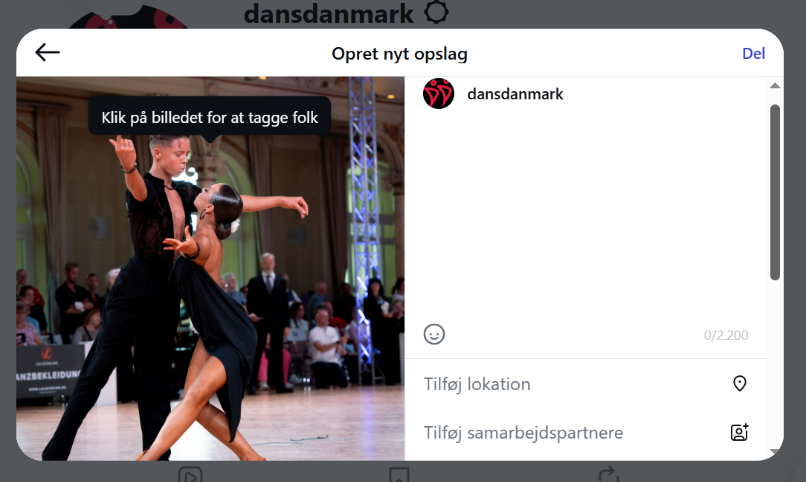 dansdanmark
Opret nyt opslag
Del
Klik på billedet for at tagge folk
dansdanmark
0/2.200
Tilføj lokation
Tilføj samarbejdspartnere
ANZBEKLEIDUNG